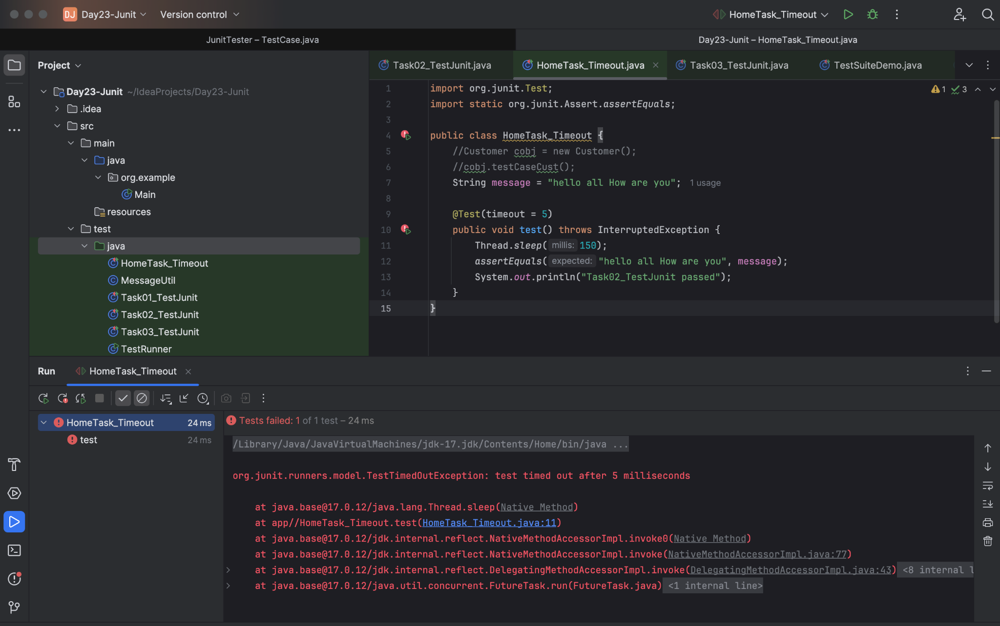 DJ Day23-Junit Version control HomeTask_Timeout
JunitTester – TestCase.java Day23-Junit – HomeTask_Timeout.java
Project
Day23-Junit ~/IdeaProjects/Day23-Junit
.idea
src
main
java
org.example
Main
resources
test
java
HomeTask_Timeout
MessageUtil
Task01_TestJunit
Task02_TestJunit
Task03_TestJunit
TestRunner
Task02_TestJunit.java HomeTask_Timeout.java Task03_TestJunit.java TestSuiteDemo.java
1 import org.junit.Test; 1 3
2 import static org.junit.Assert.assertEquals;
3
4 public class HomeTask_Timeout {
5 //Customer cobj = new Customer();
6 //cobj.testCaseCust();
7 String message = "hello all How are you"; 1 usage
8
9 @Test(timeout = 5)
10 public void test() throws InterruptedException {
11 Thread.sleep( millis: 150);
12 assertEquals( expected: "hello all How are you", message);
13 System.out.println("Task02_TestJunit passed");
14 }
15 }
Run HomeTask_Timeout
HomeTask_Timeout 24 ms
test 24 ms
Tests failed: 1 of 1 test – 24 ms
/Library/Java/JavaVirtualMachines/jdk-17.jdk/Contents/Home/bin/java ...
org.junit.runners.model.TestTimedOutException: test timed out after 5 milliseconds
at java.base@17.0.12/java.lang.Thread.sleep(Native Method)
at app//HomeTask_Timeout.test(HomeTask_Timeout.java:11)
at java.base@17.0.12/jdk.internal.reflect.NativeMethodAccessorImpl.invoke0(Native Method)
at java.base@17.0.12/jdk.internal.reflect.NativeMethodAccessorImpl.invoke(NativeMethodAccessorImpl.java:77)
at java.base@17.0.12/jdk.internal.reflect.DelegatingMethodAccessorImpl.invoke(DelegatingMethodAccessorImpl.java:43) <8 internal l
at java.base@17.0.12/java.util.concurrent.FutureTask.run(FutureTask.java) <1 internal line>